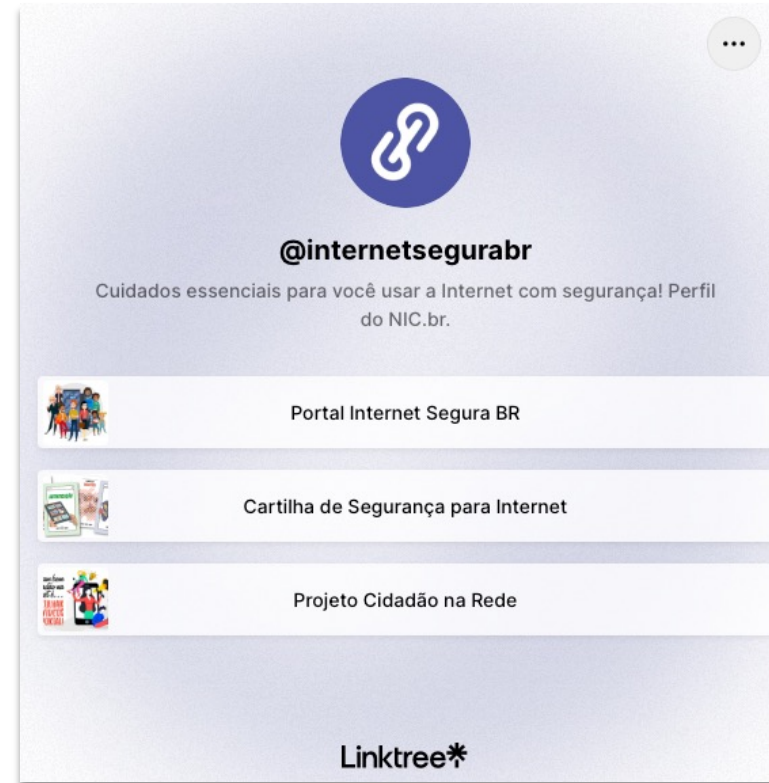 @internetsegurabr
Cuidados essenciais para você usar a Internet com segurança! Perfil
do NIC.br.
Portal Internet Segura BR
Cartilha de Segurança para Internet
Projeto Cidadão na Rede
Linktree